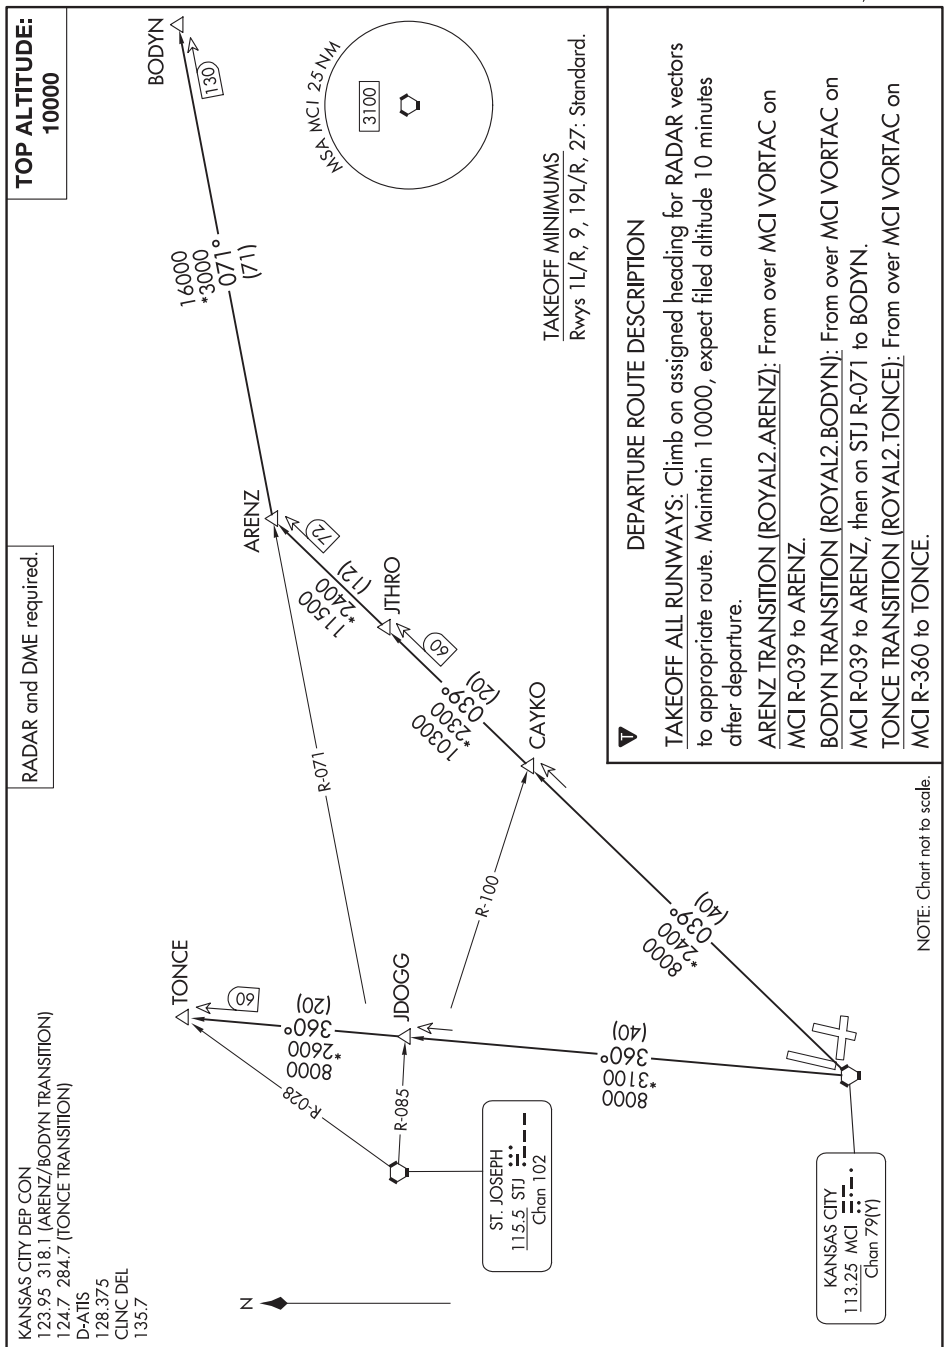 KANSAS CITY DEP CON
123.95 318.1 (ARENZ/BODYN TRANSITION)
124.7 284.7 (TONCE TRANSITION)
D-ATIS
128.375
CLNC DEL
135.7
RADAR and DME required.
TOP ALTITUDE:
10000
N
TONCE
60
8000
*2600
360°
(20)
R-028
JDOGG
R-085
ST. JOSEPH
115.5 STJ
Chan 102
8000
*3100
360°
(40)
KANSAS CITY
113.25 MCI
Chan 79(Y)
8000
*2400
039°
(40)
R-100
CAYKO
10300
*2300
039°
(20)
60
JTHRO
11500
*2400
(12)
72
R-071
ARENZ
16000
*3000
071°
(71)
130
BODYN
MSA MCI 25 NM
3100
TAKEOFF MINIMUMS
Rwys 1L/R, 9, 19L/R, 27: Standard.
NOTE: Chart not to scale.
T
DEPARTURE ROUTE DESCRIPTION
TAKEOFF ALL RUNWAYS: Climb on assigned heading for RADAR vectors
to appropriate route. Maintain 10000, expect filed altitude 10 minutes
after departure.
ARENZ TRANSITION (ROYAL2.ARENZ): From over MCI VORTAC on
MCI R-039 to ARENZ.
BODYN TRANSITION (ROYAL2.BODYN): From over MCI VORTAC on
MCI R-039 to ARENZ, then on STJ R-071 to BODYN.
TONCE TRANSITION (ROYAL2.TONCE): From over MCI VORTAC on
MCI R-360 to TONCE.